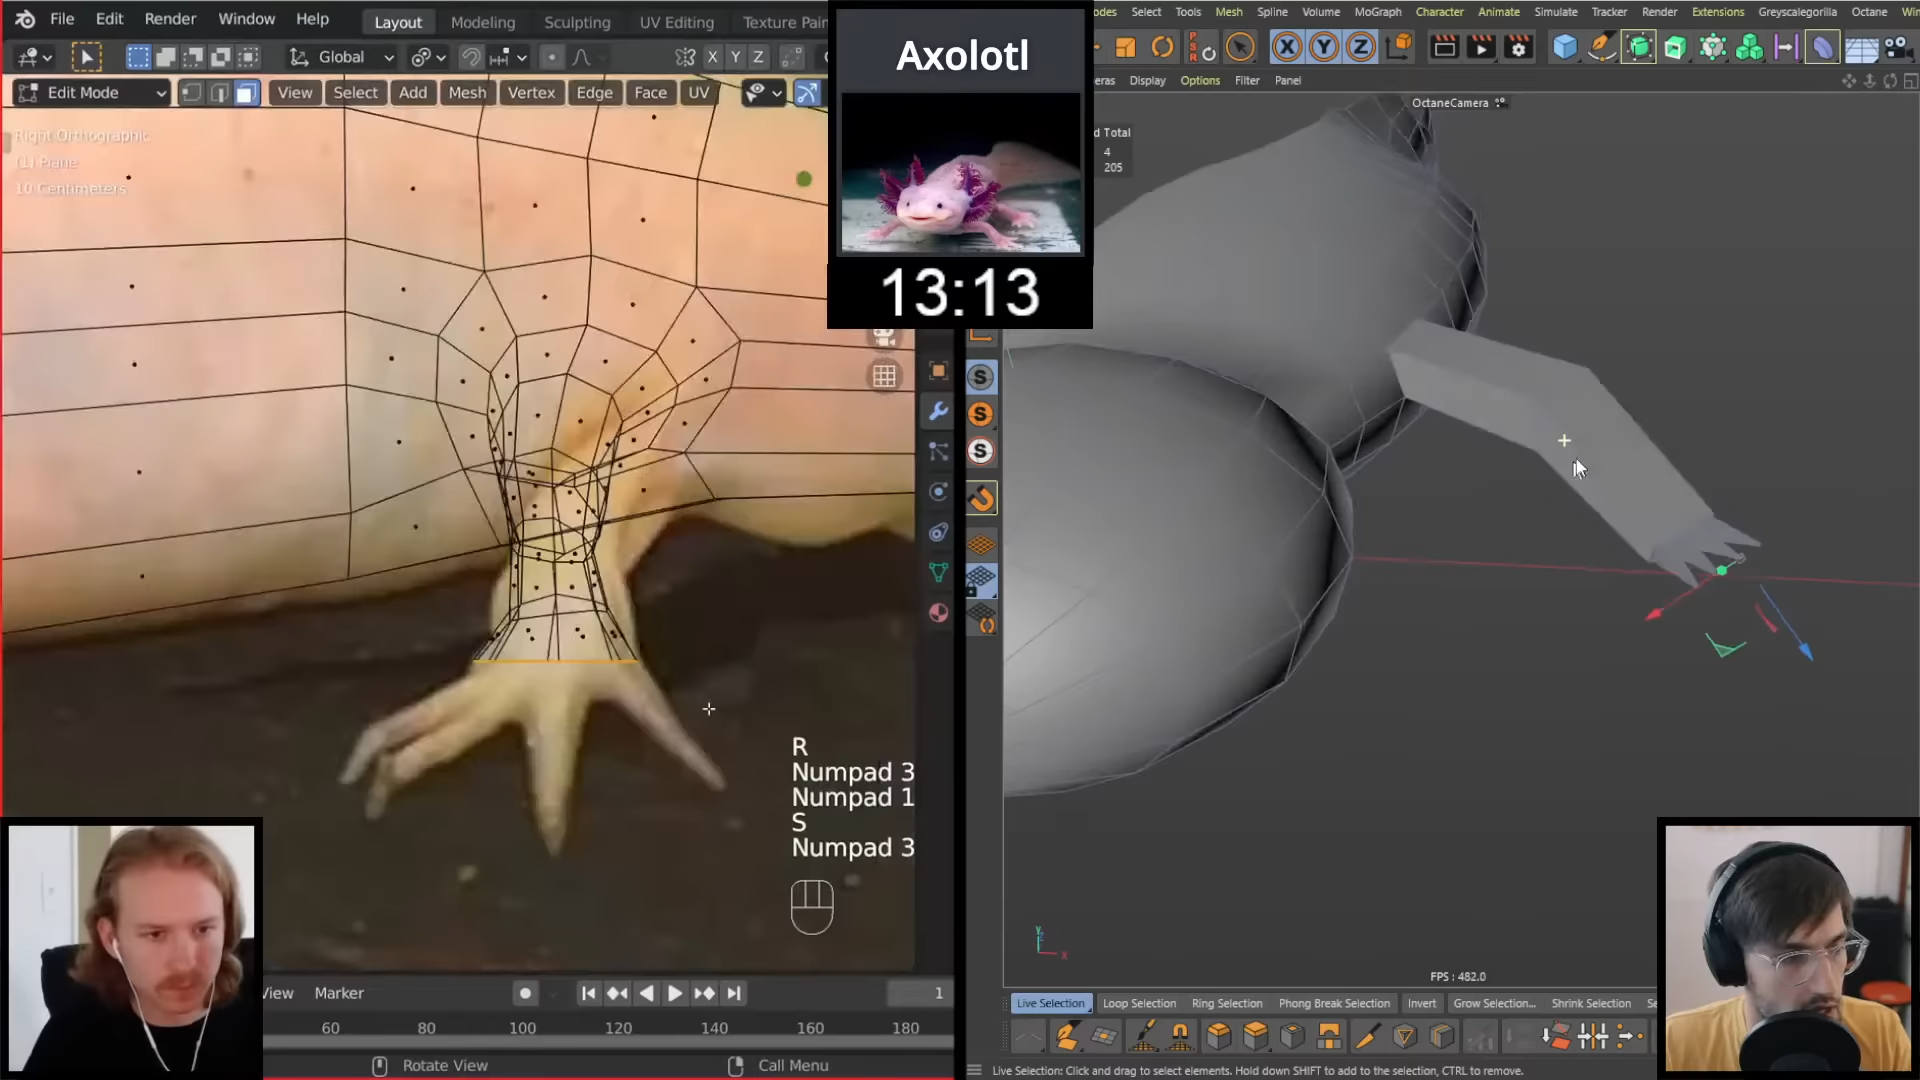 File Edit Render Window Help Layout Modeling Sculpting UV Editing
Global X Y Z
Edit Mode View Select Add Mesh Vertex Edge Face UV
Right Orthographic
(1) Plane
10 Centimeters
R
Numpad 3
Numpad 1
S
Numpad 3
Marker
1
60 80 100 120 140 160 180
Rotate View Call Menu
Axolotl
13:13
Select Tools Mesh Spline Volume MoGraph Character Animate Simulate Tracker Render Extensions Greyscalegorilla Octane
X Y Z
Display Options Filter Panel
OctaneCamera
Total
4
205
S
S
S
Y
X
FPS : 482.0
Live Selection Loop Selection Ring Selection Phong Break Selection Invert Grow Selection... Shrink Selection
Live Selection: Click and drag to select elements. Hold down SHIFT to add to the selection, CTRL to remove.